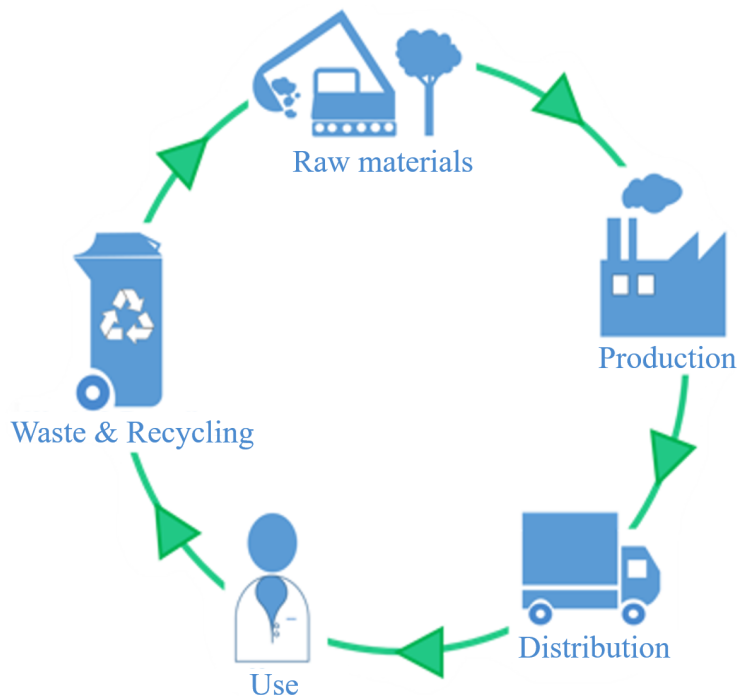 Raw materials
Production
Distribution
Use
Waste & Recycling